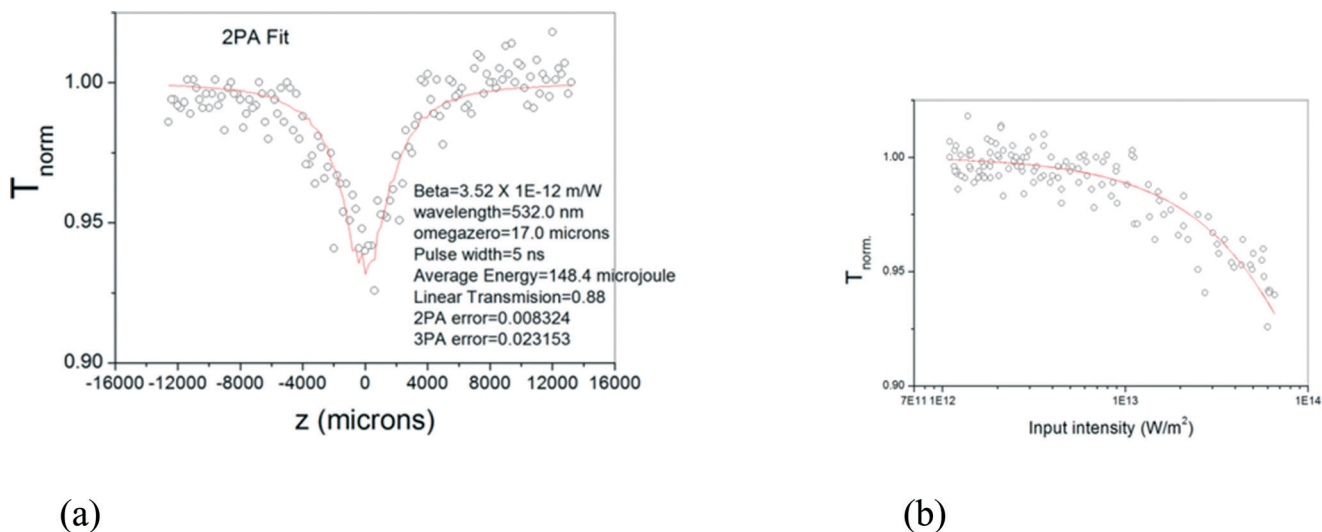 2PA Fit
1.00
0.95
0.90
T_norm
Beta=3.52 X 1E-12 m/W
wavelength=532.0 nm
omegazero=17.0 microns
Pulse width=5 ns
Average Energy=148.4 microjoule
Linear Transmision=0.88
2PA error=0.008324
3PA error=0.023153
-16000 -12000 -8000 -4000 0 4000 8000 12000 16000
z (microns)
(a)
1.00
0.95
0.90
T_norm.
7E11 1E12 1E13 1E14
Input intensity (W/m²)
(b)